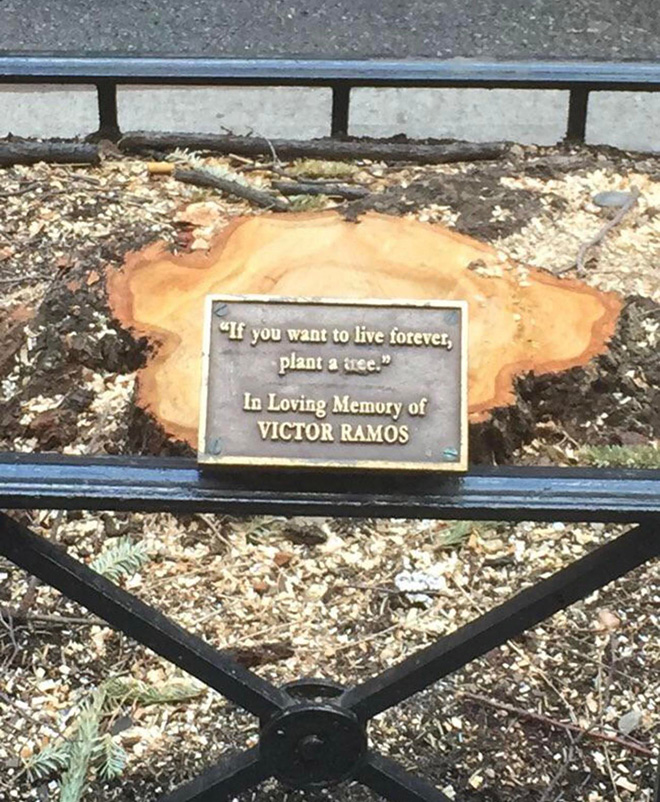 “If you want to live forever,
plant a tree.”
In Loving Memory of
VICTOR RAMOS